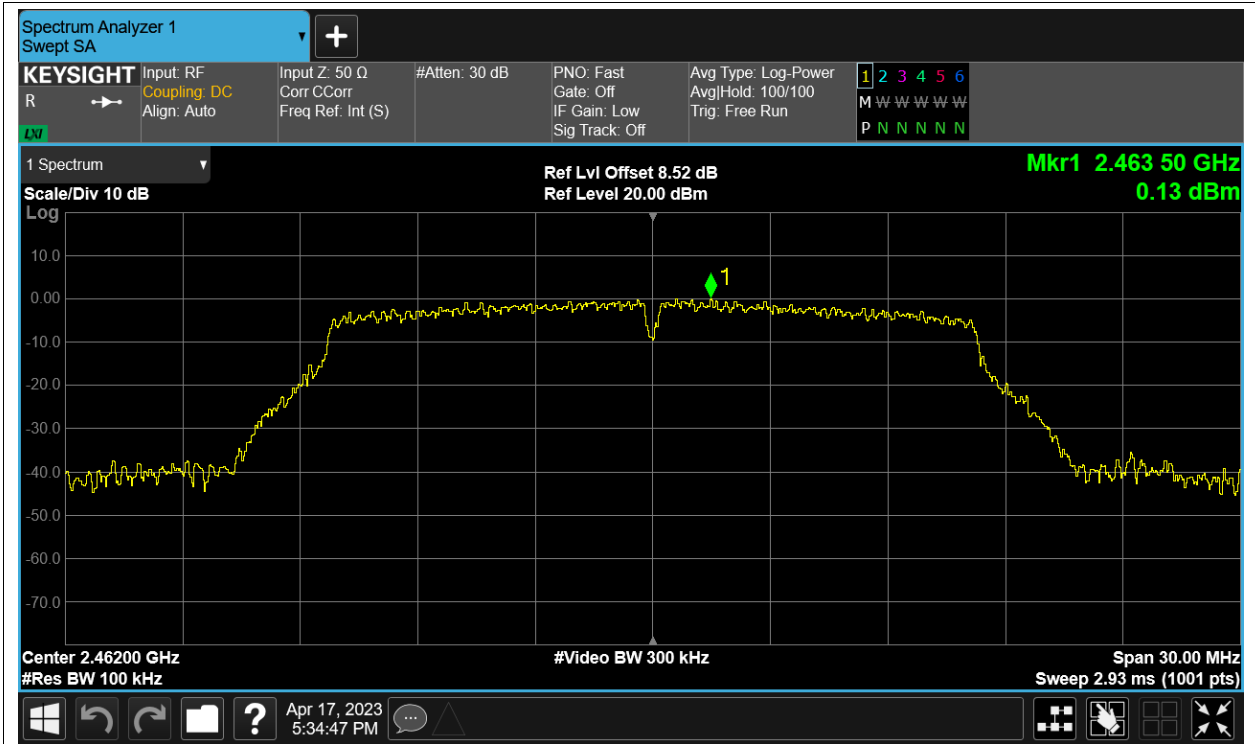 Spectrum Analyzer 1
Swept SA
KEYSIGHT
R
LXI
Input: RF
Coupling: DC
Align: Auto
Input Z: 50 Ω
Corr CCorr
Freq Ref: Int (S)
#Atten: 30 dB
PNO: Fast
Gate: Off
IF Gain: Low
Sig Track: Off
Avg Type: Log-Power
Avg|Hold: 100/100
Trig: Free Run
1 2 3 4 5 6
M W W W W W
P N N N N N
1 Spectrum
Scale/Div 10 dB
Log
Ref Lvl Offset 8.52 dB
Ref Level 20.00 dBm
Mkr1 2.463 50 GHz
0.13 dBm
1
10.0
0.00
-10.0
-20.0
-30.0
-40.0
-50.0
-60.0
-70.0
Center 2.46200 GHz
#Res BW 100 kHz
#Video BW 300 kHz
Span 30.00 MHz
Sweep 2.93 ms (1001 pts)
?
Apr 17, 2023
5:34:47 PM